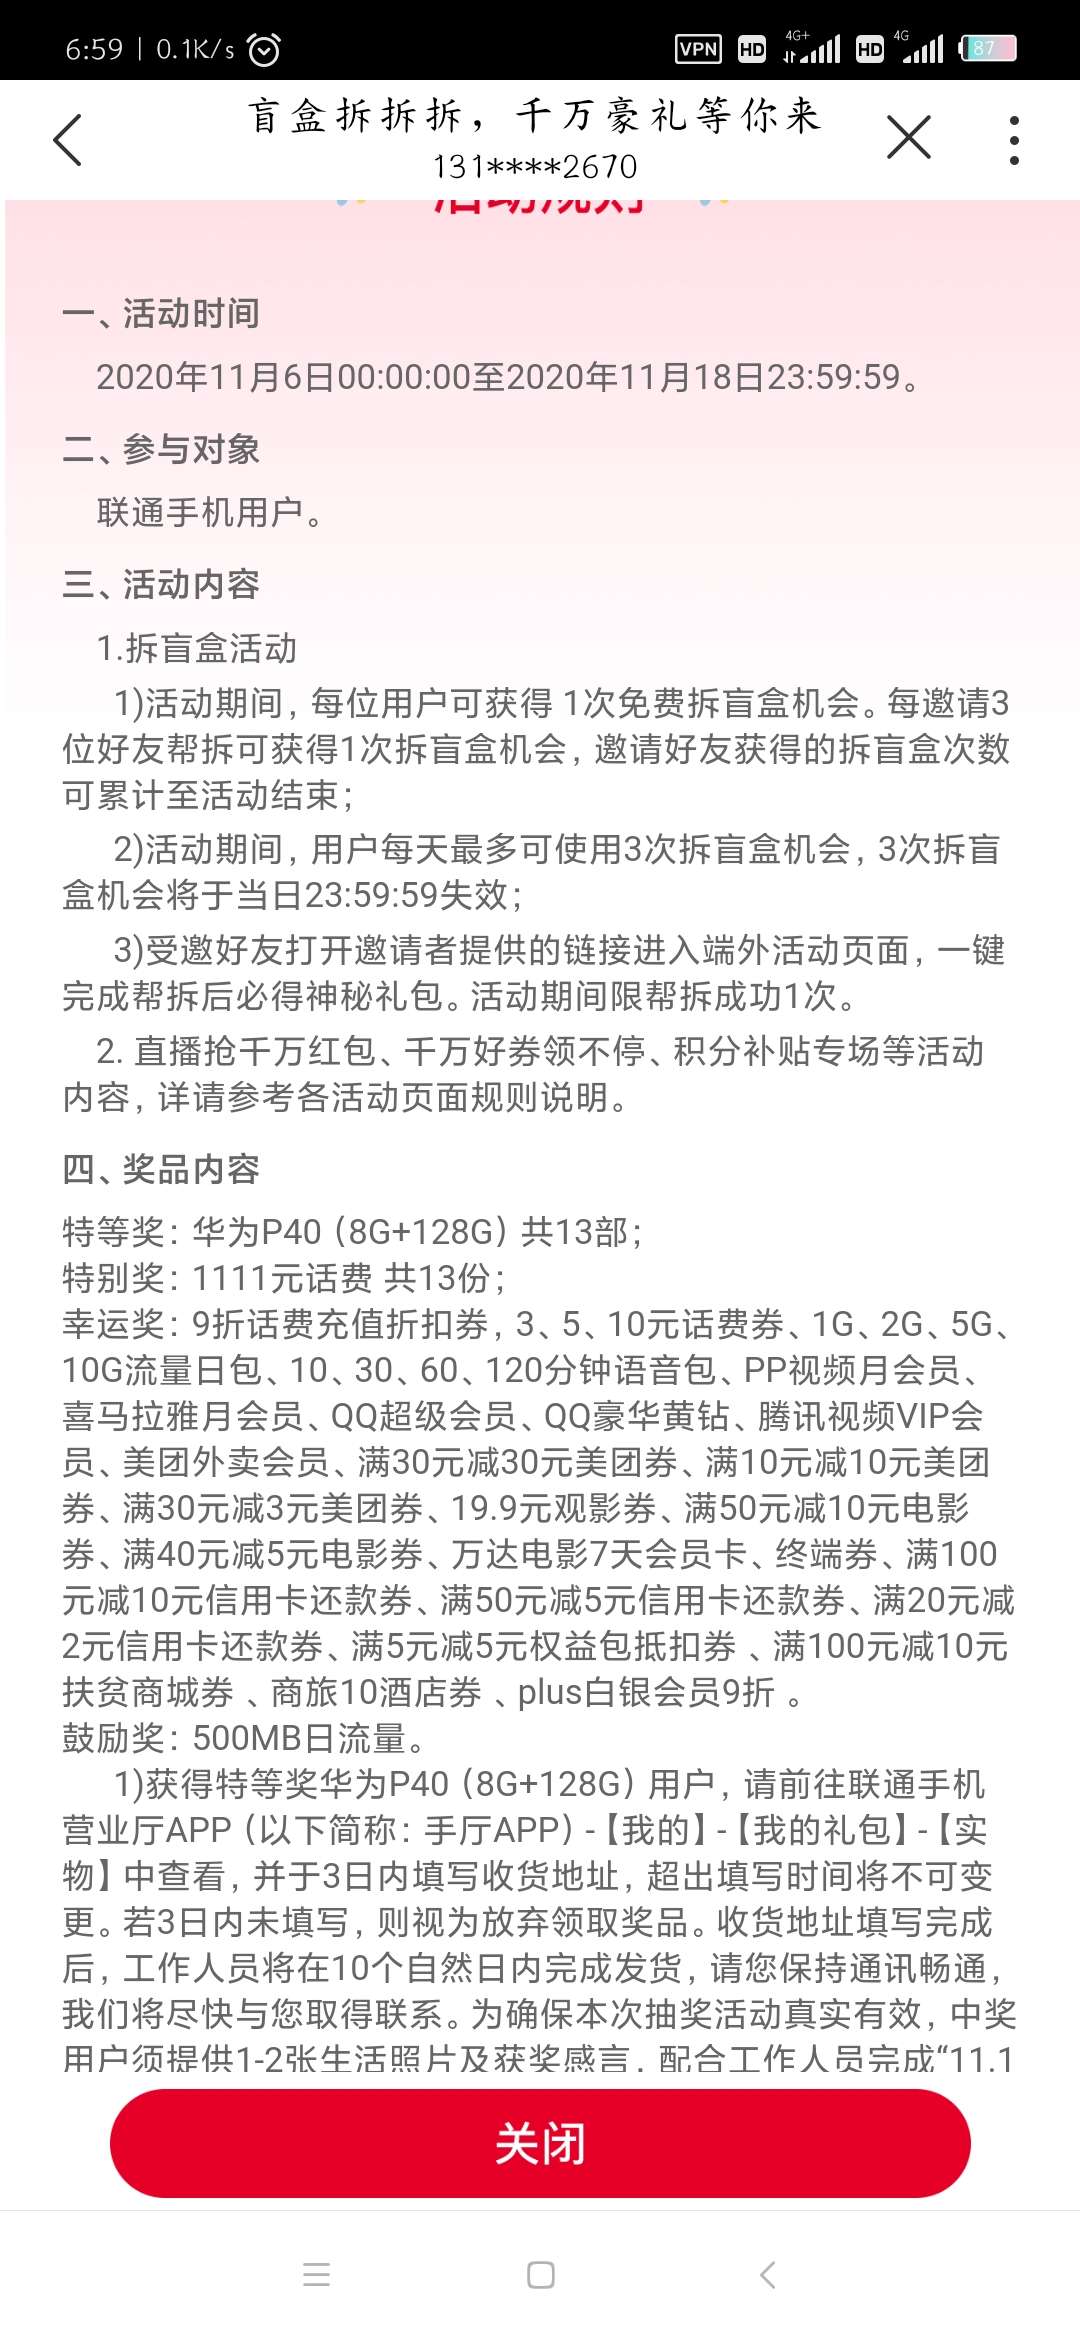 6:59 | 0.1K/s
VPN HD 4G+ HD 4G 87
盲盒拆拆拆，千万豪礼等你来
131****2670
活动规则
一、活动时间
2020年11月6日00:00:00至2020年11月18日23:59:59。
二、参与对象
联通手机用户。
三、活动内容
1.拆盲盒活动
1)活动期间，每位用户可获得 1次免费拆盲盒机会。每邀请3
位好友帮拆可获得1次拆盲盒机会，邀请好友获得的拆盲盒次数
可累计至活动结束；
2)活动期间，用户每天最多可使用3次拆盲盒机会，3次拆盲
盒机会将于当日23:59:59失效；
3)受邀好友打开邀请者提供的链接进入端外活动页面，一键
完成帮拆后必得神秘礼包。活动期间限帮拆成功1次。
2. 直播抢千万红包、千万好券领不停、积分补贴专场等活动
内容，详请参考各活动页面规则说明。
四、奖品内容
特等奖：华为P40（8G+128G）共13部；
特别奖：1111元话费 共13份；
幸运奖：9折话费充值折扣券，3、5、10元话费券、1G、2G、5G、
10G流量日包、10、30、60、120分钟语音包、PP视频月会员、
喜马拉雅月会员、QQ超级会员、QQ豪华黄钻、腾讯视频VIP会
员、美团外卖会员、满30元减30元美团券、满10元减10元美团
券、满30元减3元美团券、19.9元观影券、满50元减10元电影
券、满40元减5元电影券、万达电影7天会员卡、终端券、满100
元减10元信用卡还款券、满50元减5元信用卡还款券、满20元减
2元信用卡还款券、满5元减5元权益包抵扣券 、满100元减10元
扶贫商城券 、商旅10酒店券 、plus白银会员9折 。
鼓励奖：500MB日流量。
1)获得特等奖华为P40（8G+128G）用户，请前往联通手机
营业厅APP（以下简称：手厅APP）-【我的】-【我的礼包】-【实
物】中查看，并于3日内填写收货地址，超出填写时间将不可变
更。若3日内未填写，则视为放弃领取奖品。收货地址填写完成
后，工作人员将在10个自然日内完成发货，请您保持通讯畅通，
我们将尽快与您取得联系。为确保本次抽奖活动真实有效，中奖
用户须提供1-2张生活照片及获奖感言，配合工作人员完成“11.1
关闭